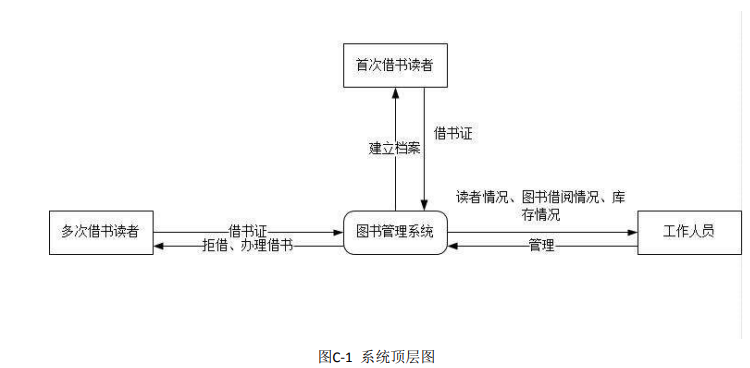 首次借书读者
借书证
建立档案
读者情况、图书借阅情况、库
存情况
多次借书读者
借书证
图书管理系统
工作人员
拒借、办理借书
管理
图C-1 系统顶层图